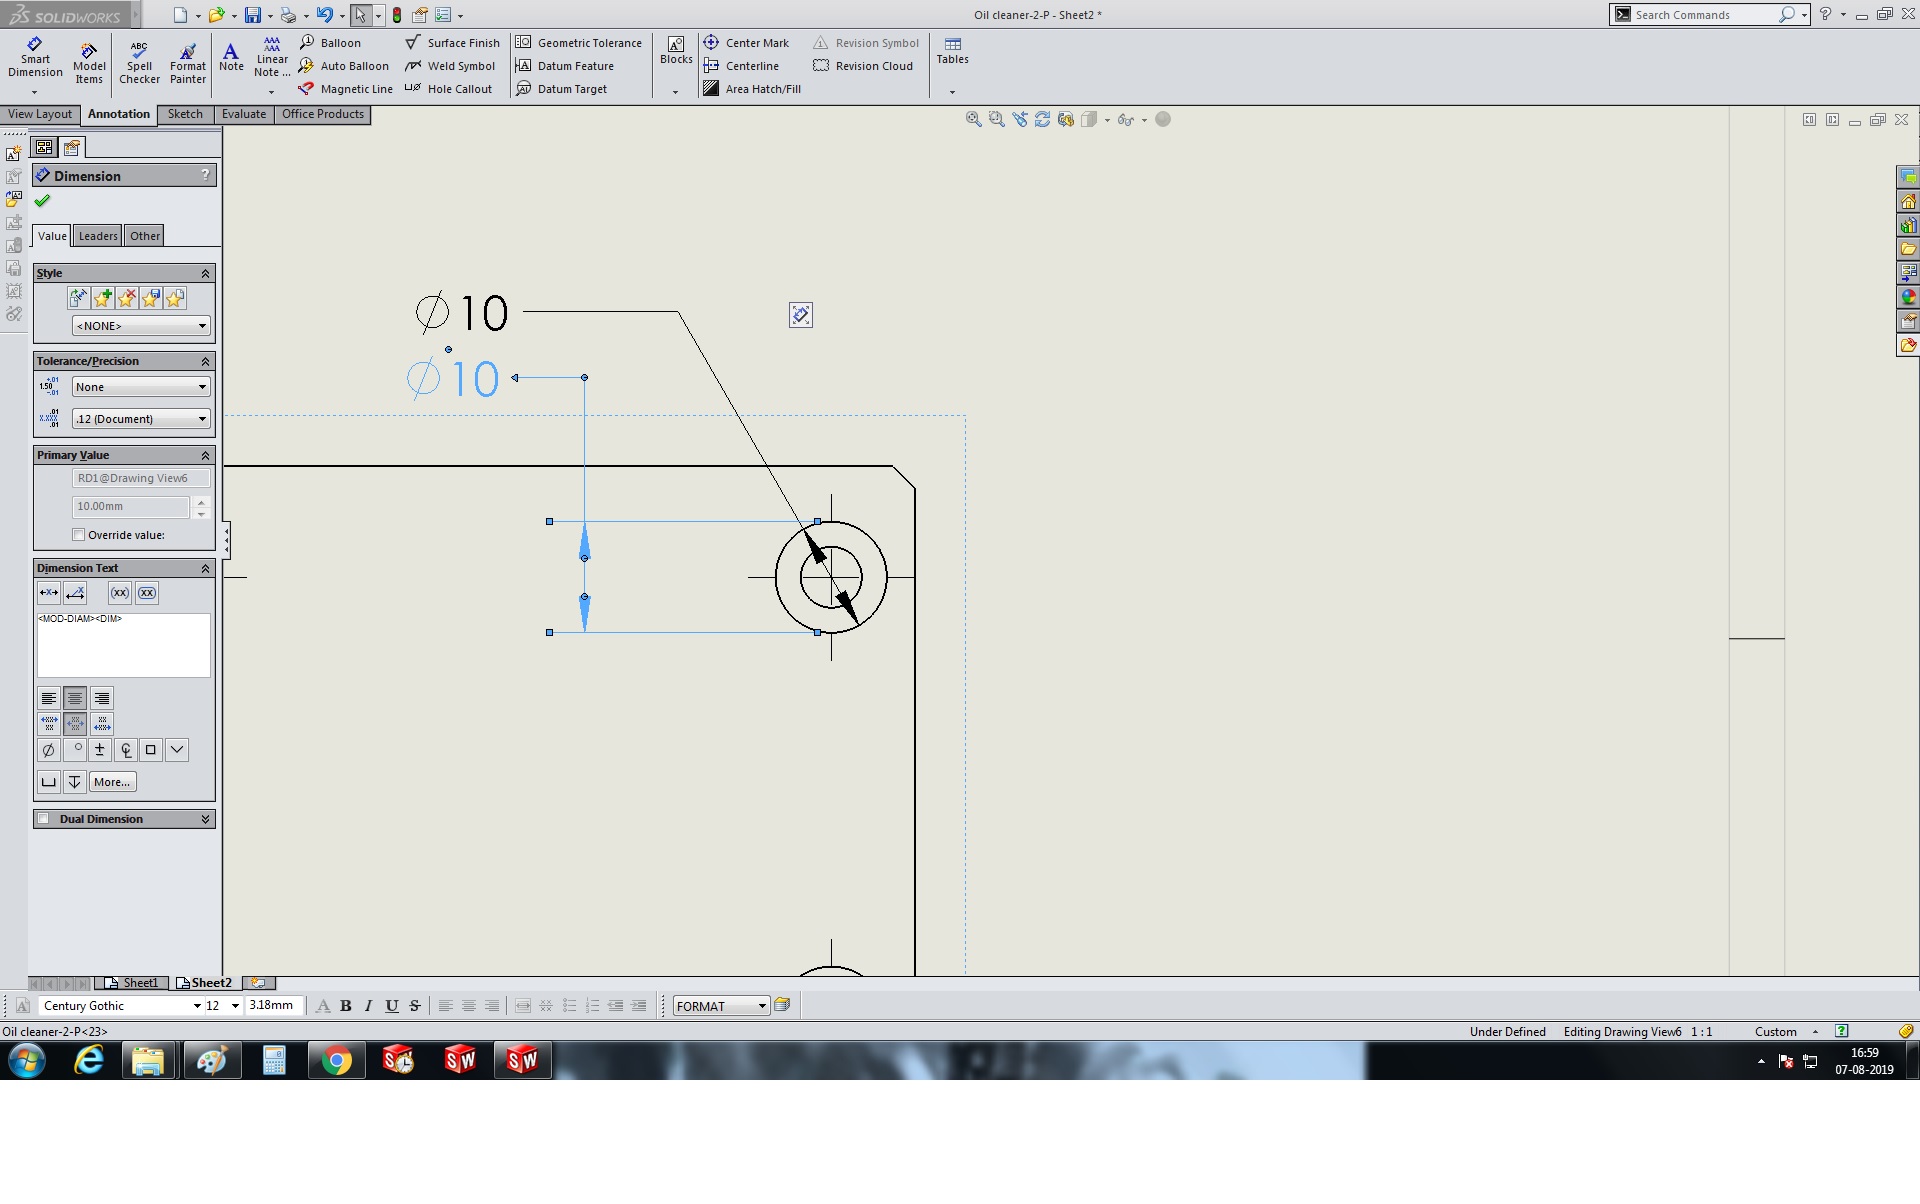 SOLIDWORKS
Oil cleaner-2-P - Sheet2 *
Search Commands
Smart Dimension
Model Items
ABC
Spell Checker
Format Painter
A
Note
AAA
AAA
Linear Note ...
Balloon
Auto Balloon
Magnetic Line
Surface Finish
Weld Symbol
Hole Callout
Geometric Tolerance
Datum Feature
Datum Target
Blocks
Center Mark
Centerline
Area Hatch/Fill
Revision Symbol
Revision Cloud
Tables
View Layout
Annotation
Sketch
Evaluate
Office Products
Dimension
?
Value
Leaders
Other
Style
<NONE>
Tolerance/Precision
None
.12 (Document)
Primary Value
RD1@Drawing View6
10.00mm
Override value:
Dimension Text
<MOD-DIAM><DIM>
More...
Dual Dimension
∅10
∅10
Sheet1
Sheet2
Century Gothic
12
3.18mm
A B I U S
FORMAT
Oil cleaner-2-P<23>
Under Defined
Editing Drawing View6
1 : 1
Custom
16:59
07-08-2019